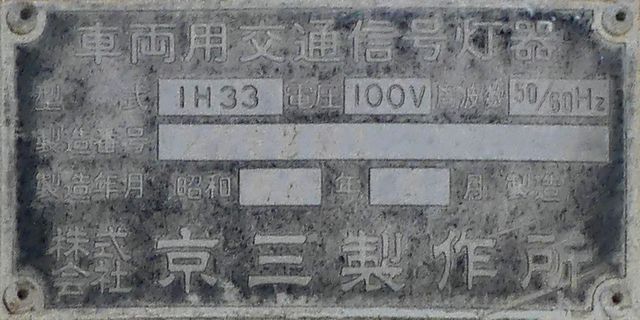 車両用交通信号灯器
型式 1H33 電圧 100V 周波数 50/60Hz
製造番号
製造年月 昭和 年 月 製造
株式会社 京三製作所